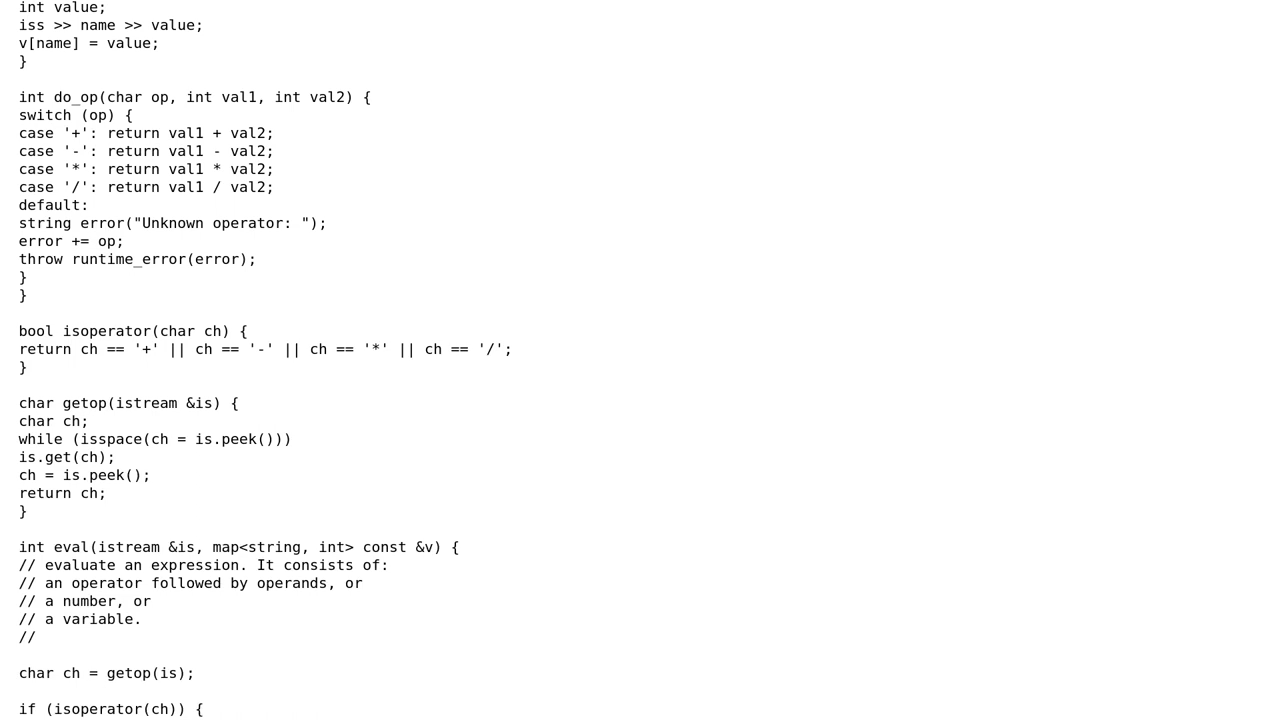 int value;
iss >> name >> value;
v[name] = value;
}

int do_op(char op, int val1, int val2) {
switch (op) {
case '+': return val1 + val2;
case '-': return val1 - val2;
case '*': return val1 * val2;
case '/': return val1 / val2;
default:
string error("Unknown operator: ");
error += op;
throw runtime_error(error);
}
}

bool isoperator(char ch) {
return ch == '+' || ch == '-' || ch == '*' || ch == '/';
}

char getop(istream &is) {
char ch;
while (isspace(ch = is.peek()))
is.get(ch);
ch = is.peek();
return ch;
}

int eval(istream &is, map<string, int> const &v) {
// evaluate an expression. It consists of:
// an operator followed by operands, or
// a number, or
// a variable.
//

char ch = getop(is);

if (isoperator(ch)) {